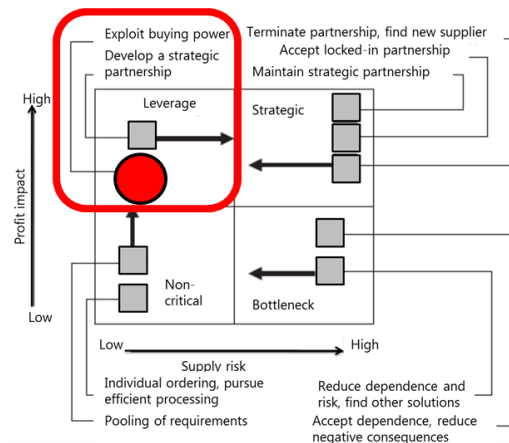 Exploit buying power
Develop a strategic
partnership
Terminate partnership, find new supplier
Accept locked-in partnership
Maintain strategic partnership
High
Leverage
Strategic
Profit impact
Non-
critical
Bottleneck
Low
Low
High
Supply risk
Individual ordering, pursue
efficient processing
Pooling of requirements
Reduce dependence and
risk, find other solutions
Accept dependence, reduce
negative consequences